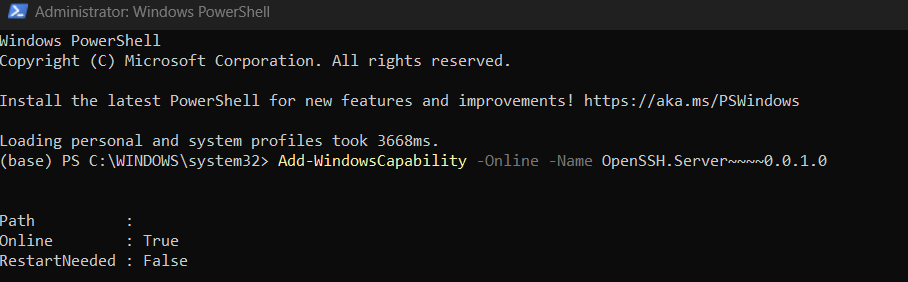 Administrator: Windows PowerShell
Windows PowerShell
Copyright (C) Microsoft Corporation. All rights reserved.
Install the latest PowerShell for new features and improvements! https://aka.ms/PSWindows
Loading personal and system profiles took 3668ms.
(base) PS C:\WINDOWS\system32> Add-WindowsCapability -Online -Name OpenSSH.Server~~~~0.0.1.0
Path          :
Online        : True
RestartNeeded : False